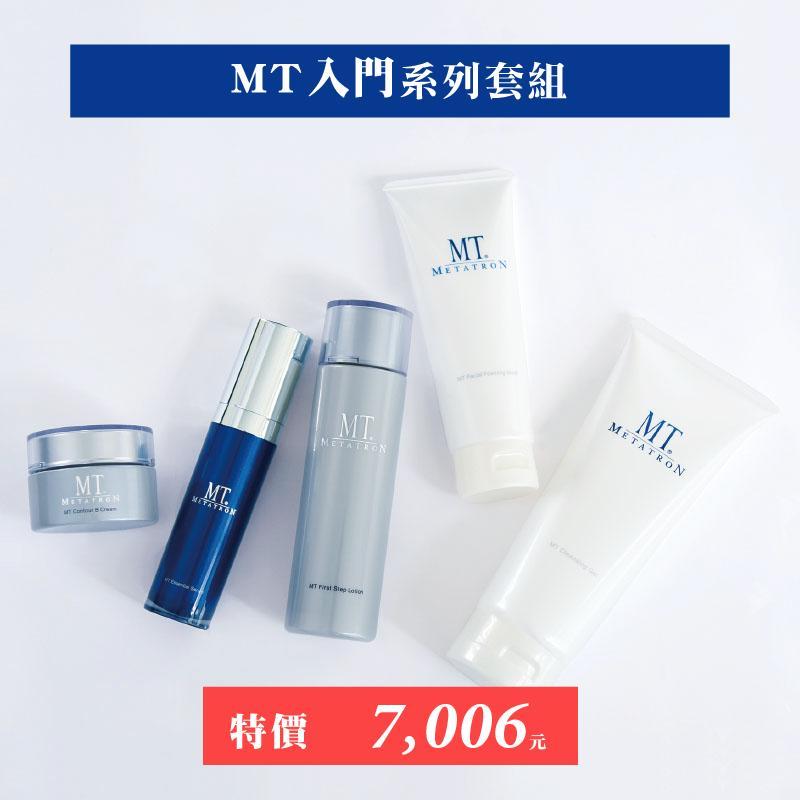 MT入門系列套組
MT
METATRON
MT Facial Foaming Wash
MT
METATRON
MT Contour B Cream
MT
METATRON
MT Essential Serum
MT
METATRON
MT First Step Lotion
MT
METATRON
MT Cleansing Gel
特價 7,006元